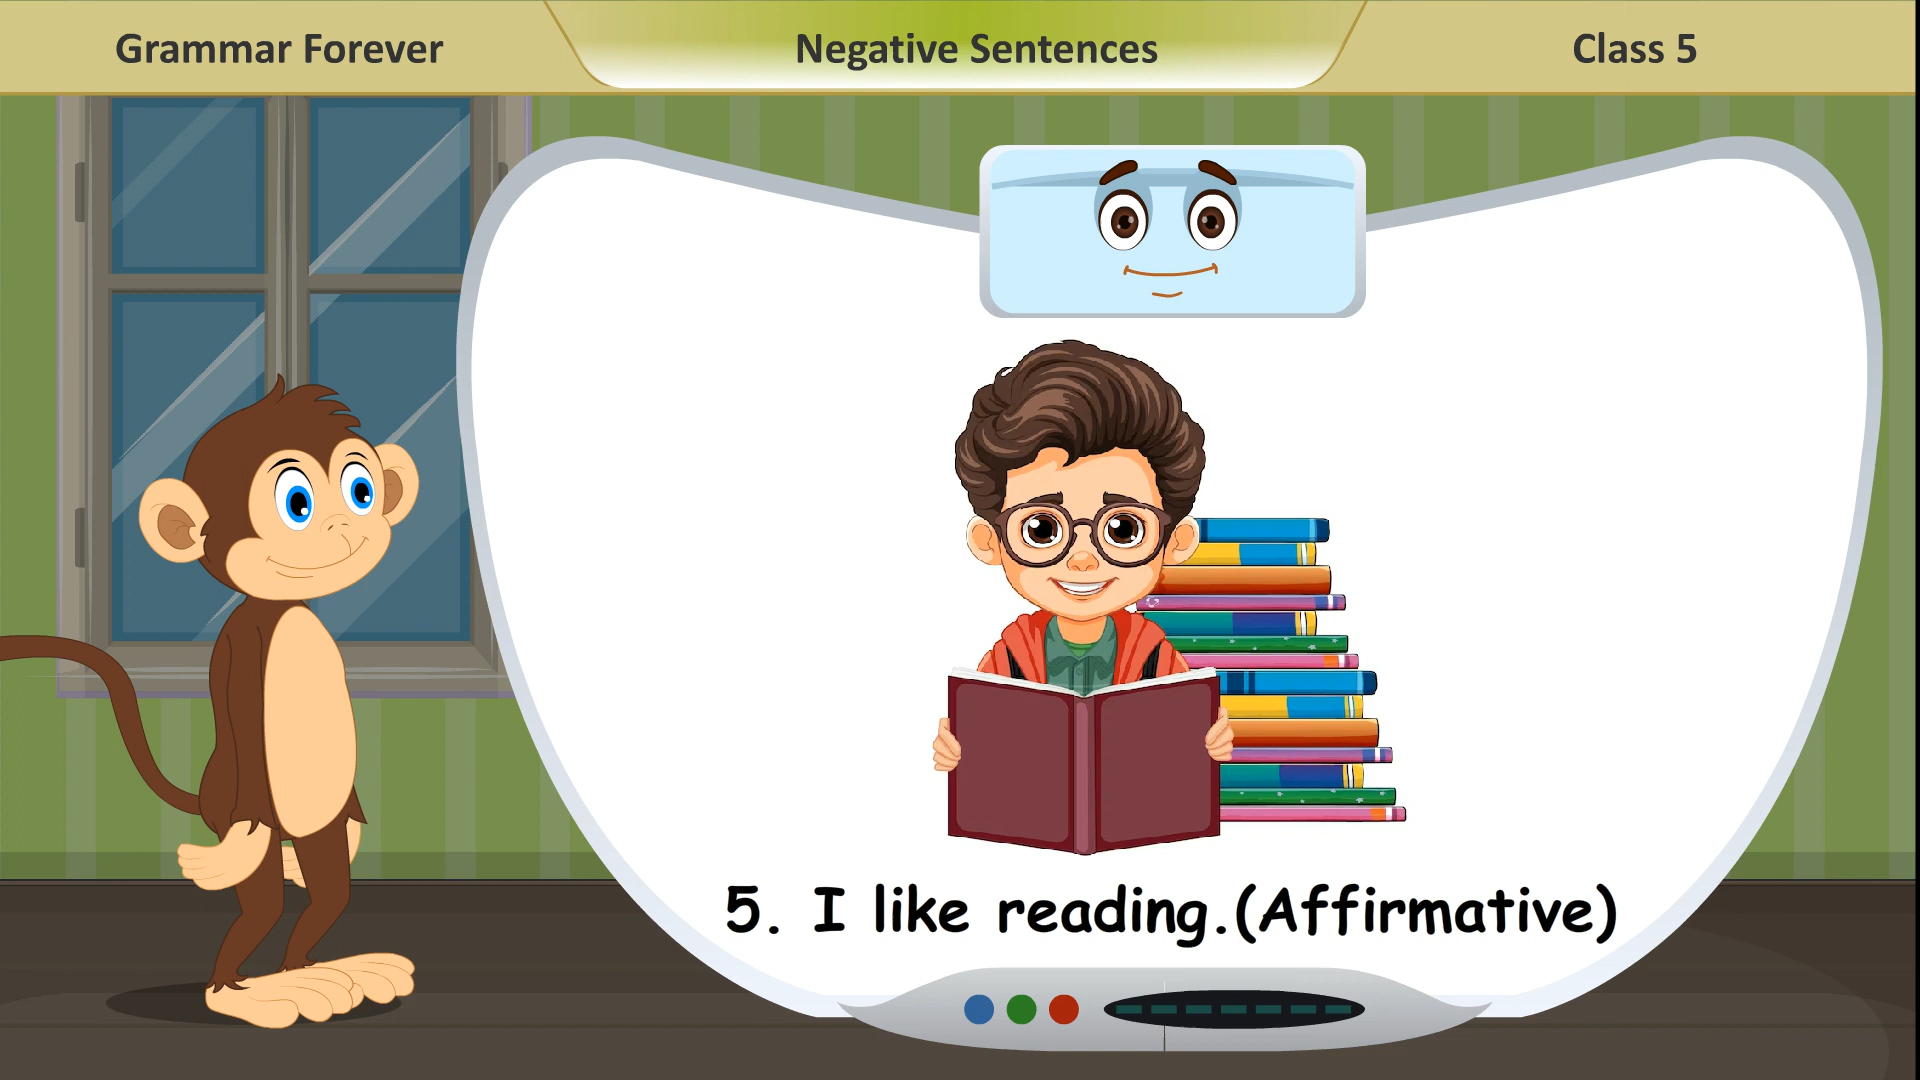 Grammar Forever
Negative Sentences
Class 5
5. I like reading.(Affirmative)